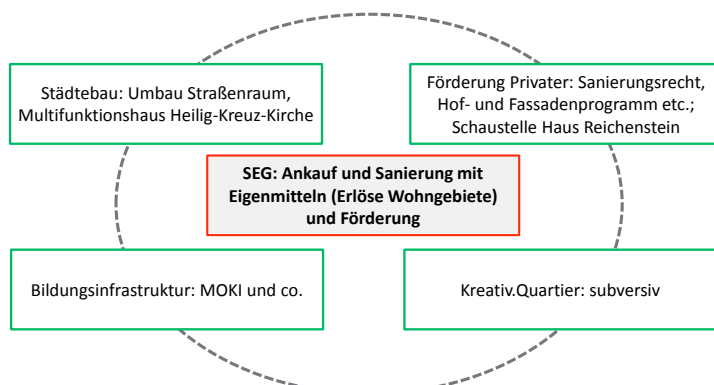 Städtebau: Umbau Straßenraum,
Multifunktionshaus Heilig-Kreuz-Kirche
Förderung Privater: Sanierungsrecht,
Hof- und Fassadenprogramm etc.;
Schaustelle Haus Reichenstein
SEG: Ankauf und Sanierung mit
Eigenmitteln (Erlöse Wohngebiete)
und Förderung
Bildungsinfrastruktur: MOKI und co.
Kreativ.Quartier: subversiv